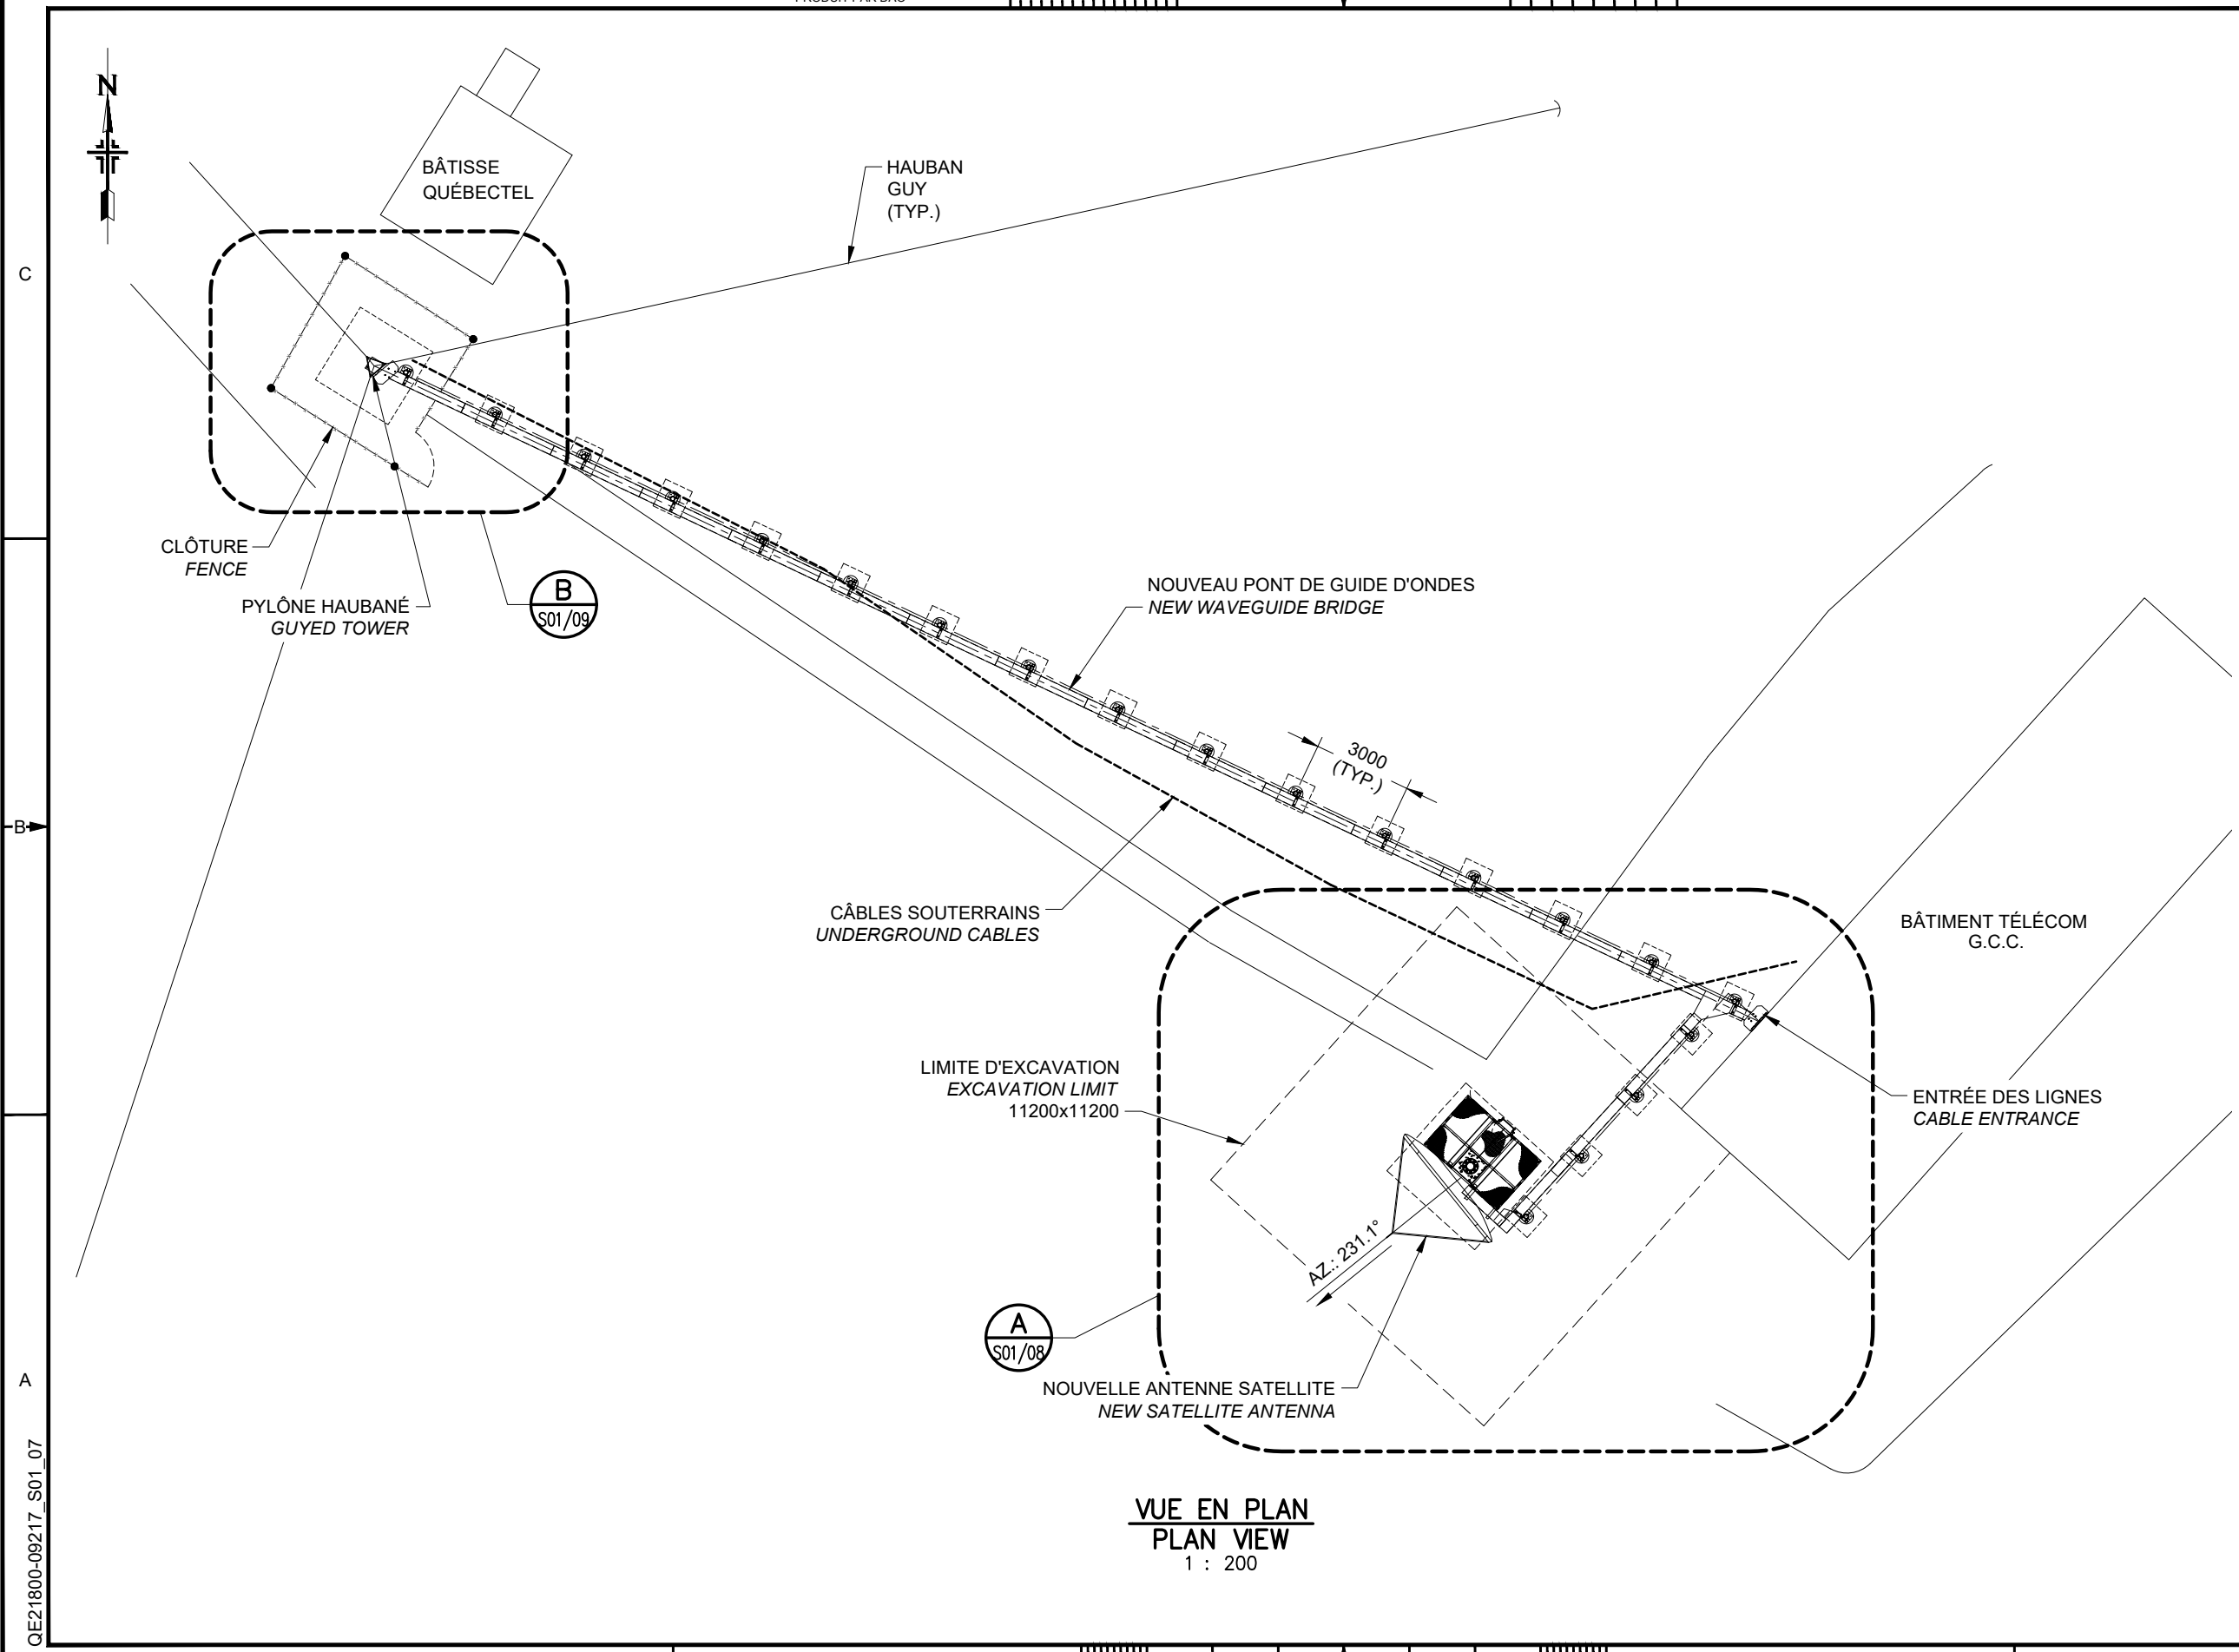 N
BÂTISSE
QUÉBECTEL
HAUBAN
GUY
(TYP.)
C
CLÔTURE
FENCE
PYLÔNE HAUBANÉ
GUYED TOWER
B
S01/09
NOUVEAU PONT DE GUIDE D'ONDES
NEW WAVEGUIDE BRIDGE
3000
(TYP.)
B
CÂBLES SOUTERRAINS
UNDERGROUND CABLES
BÂTIMENT TÉLÉCOM
G.C.C.
LIMITE D'EXCAVATION
EXCAVATION LIMIT
11200x11200
ENTRÉE DES LIGNES
CABLE ENTRANCE
AZ.: 231.1°
A
S01/08
NOUVELLE ANTENNE SATELLITE
NEW SATELLITE ANTENNA
A
QE21800-09217_S01_07
VUE EN PLAN
PLAN VIEW
1 : 200